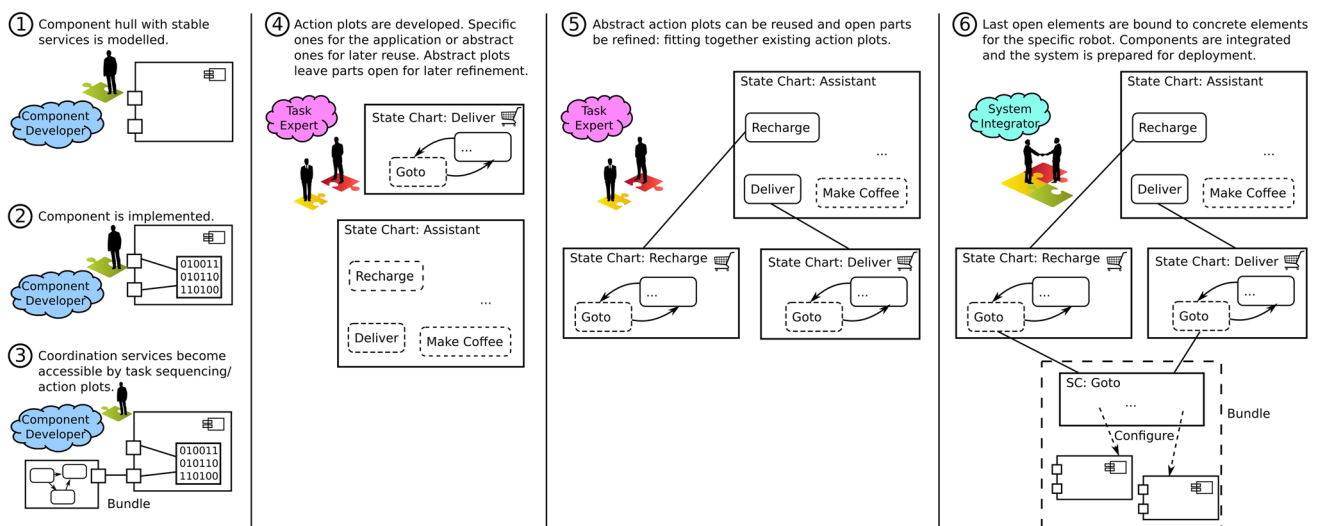 1 Component hull with stable
services is modelled.
Component
Developer
2 Component is implemented.
Component
Developer
010011
010110
110100
3 Coordination services become
accessible by task sequencing/
action plots.
Component
Developer
010011
010110
110100
Bundle
4 Action plots are developed. Specific
ones for the application or abstract
ones for later reuse. Abstract plots
leave parts open for later refinement.
Task
Expert
State Chart: Deliver
...
Goto
State Chart: Assistant
Recharge
...
Deliver
Make Coffee
5 Abstract action plots can be reused and open parts
be refined: fitting together existing action plots.
Task
Expert
State Chart: Assistant
Recharge
...
Deliver
Make Coffee
State Chart: Recharge
...
Goto
State Chart: Deliver
...
Goto
6 Last open elements are bound to concrete elements
for the specific robot. Components are integrated
and the system is prepared for deployment.
System
Integrator
State Chart: Assistant
Recharge
...
Deliver
Make Coffee
State Chart: Recharge
...
Goto
State Chart: Deliver
...
Goto
SC: Goto
...
Bundle
Configure